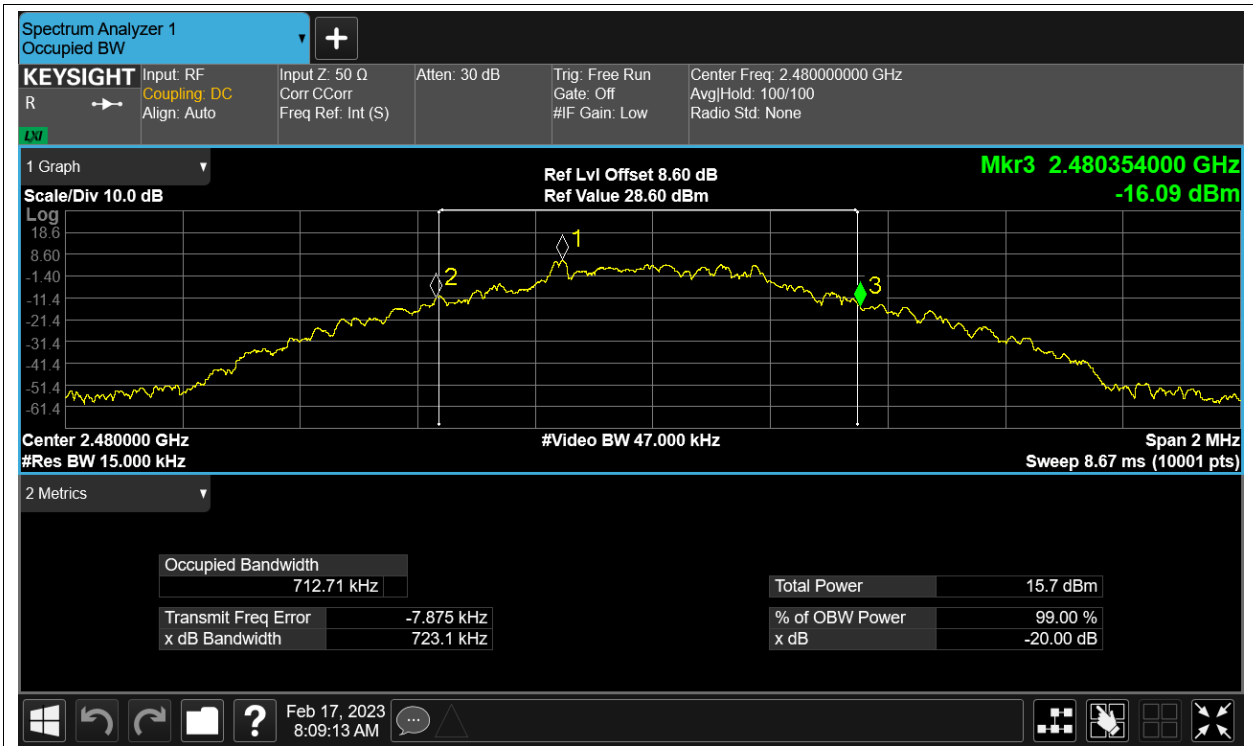 Spectrum Analyzer 1
Occupied BW
KEYSIGHT
R
LXI
Input: RF
Coupling: DC
Align: Auto
Input Z: 50 Ω
Corr CCorr
Freq Ref: Int (S)
Atten: 30 dB
Trig: Free Run
Gate: Off
#IF Gain: Low
Center Freq: 2.480000000 GHz
Avg|Hold: 100/100
Radio Std: None
1 Graph
Scale/Div 10.0 dB
Ref Lvl Offset 8.60 dB
Ref Value 28.60 dBm
Mkr3 2.480354000 GHz
-16.09 dBm
Log
18.6
8.60
-1.40
-11.4
-21.4
-31.4
-41.4
-51.4
-61.4
1
2
3
Center 2.480000 GHz
#Res BW 15.000 kHz
#Video BW 47.000 kHz
Span 2 MHz
Sweep 8.67 ms (10001 pts)
2 Metrics
Occupied Bandwidth
712.71 kHz
Transmit Freq Error -7.875 kHz
x dB Bandwidth 723.1 kHz
Total Power 15.7 dBm
% of OBW Power 99.00 %
x dB -20.00 dB
?
Feb 17, 2023
8:09:13 AM